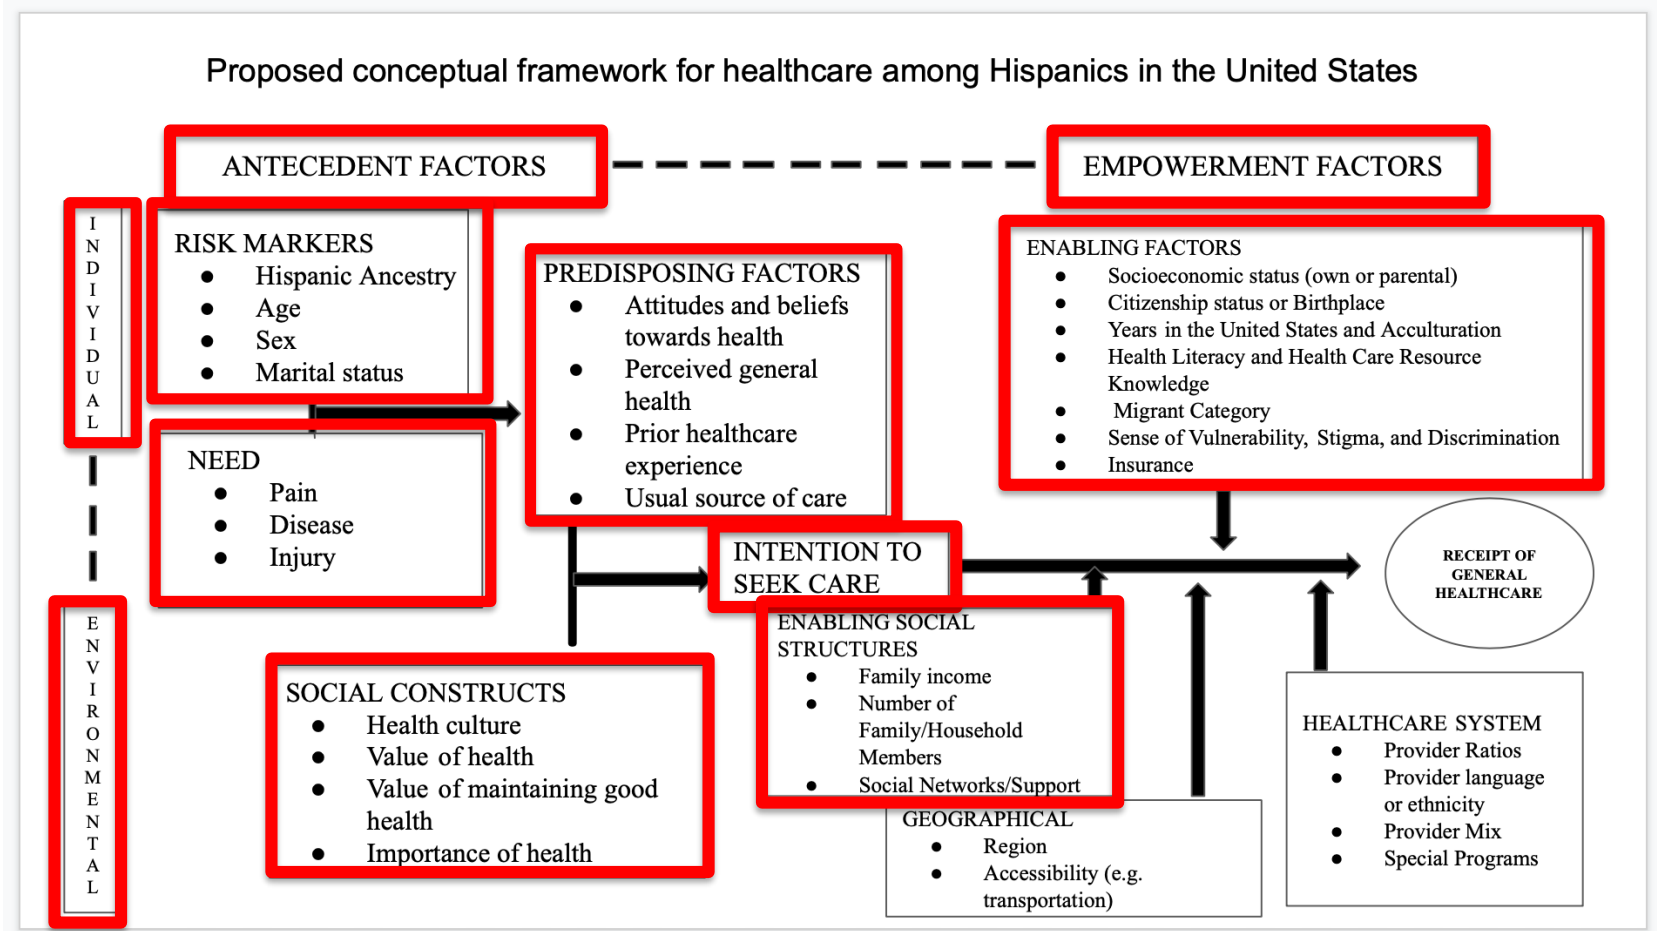 Proposed conceptual framework for healthcare among Hispanics in the United States
ANTECEDENT FACTORS
EMPOWERMENT FACTORS
INDIVIDUAL
RISK MARKERS
● Hispanic Ancestry
● Age
● Sex
● Marital status
NEED
● Pain
● Disease
● Injury
PREDISPOSING FACTORS
● Attitudes and beliefs
towards health
● Perceived general
health
● Prior healthcare
experience
● Usual source of care
ENABLING FACTORS
● Socioeconomic status (own or parental)
● Citizenship status or Birthplace
● Years in the United States and Acculturation
● Health Literacy and Health Care Resource
Knowledge
● Migrant Category
● Sense of Vulnerability, Stigma, and Discrimination
● Insurance
INTENTION TO
SEEK CARE
RECEIPT OF
GENERAL
HEALTHCARE
ENVIRONMENTAL
SOCIAL CONSTRUCTS
● Health culture
● Value of health
● Value of maintaining good
health
● Importance of health
ENABLING SOCIAL
STRUCTURES
● Family income
● Number of
Family/Household
Members
● Social Networks/Support
GEOGRAPHICAL
● Region
● Accessibility (e.g.
transportation)
HEALTHCARE SYSTEM
● Provider Ratios
● Provider language
or ethnicity
● Provider Mix
● Special Programs